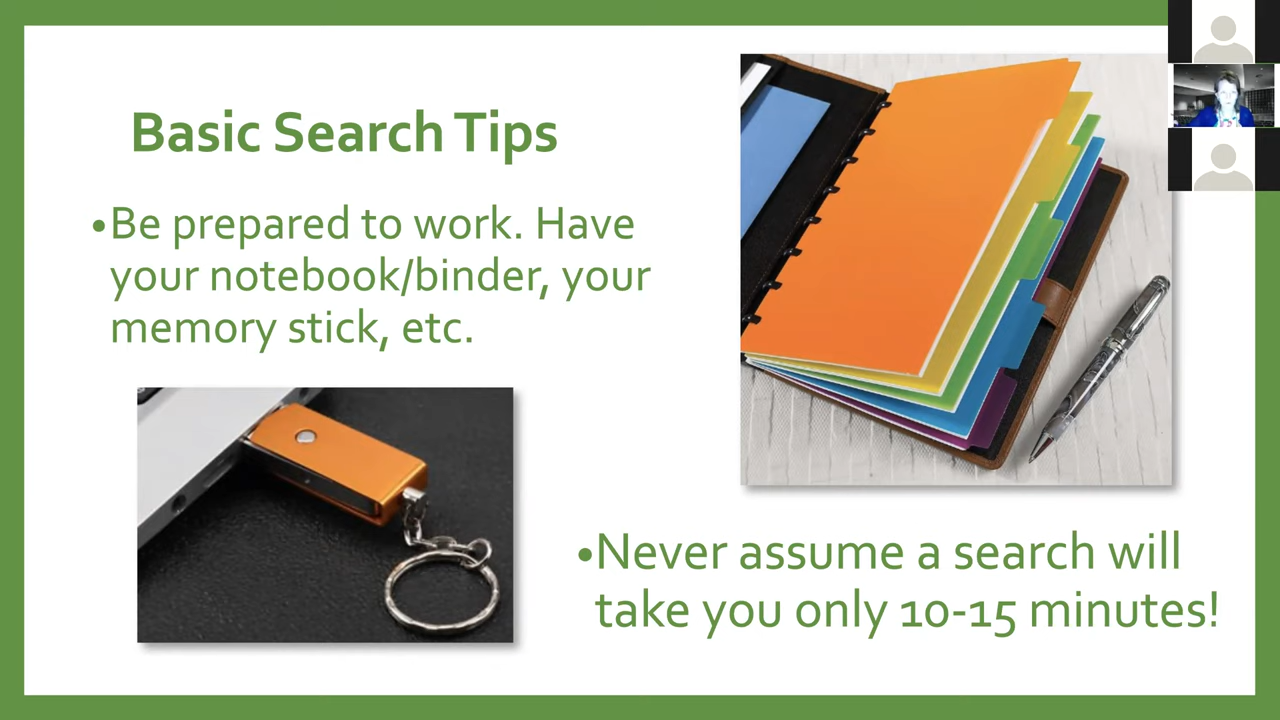 Basic Search Tips
•Be prepared to work. Have
your notebook/binder, your
memory stick, etc.
•Never assume a search will
take you only 10-15 minutes!